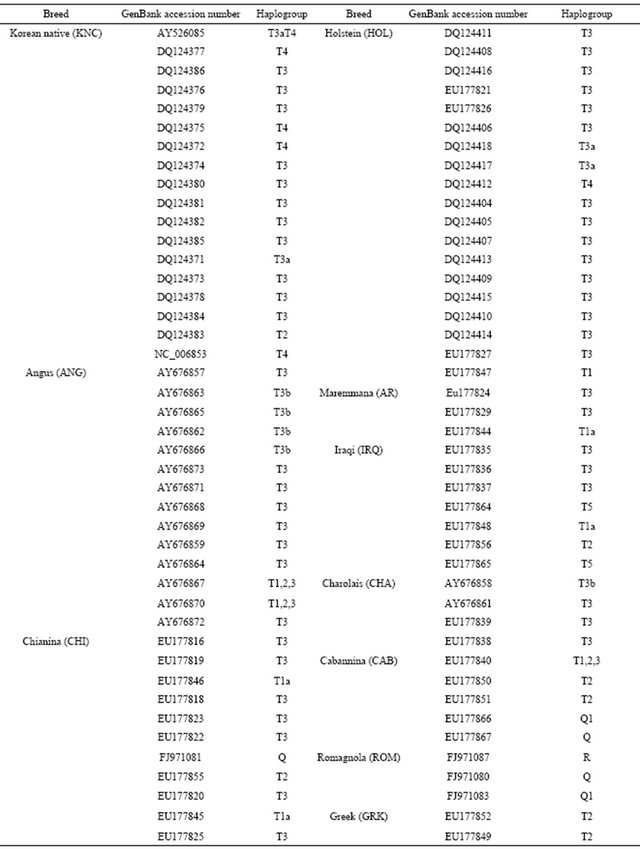 Breed GenBank accession number Haplogroup Breed GenBank accession number Haplogroup
Korean native (KNC) AY526085 T3aT4 Holstein (HOL) DQ124411 T3
DQ124377 T4 DQ124408 T3
DQ124386 T3 DQ124416 T3
DQ124376 T3 EU177821 T3
DQ124379 T3 EU177826 T3
DQ124375 T4 DQ124406 T3
DQ124372 T4 DQ124418 T3a
DQ124374 T3 DQ124417 T3a
DQ124380 T3 DQ124412 T4
DQ124381 T3 DQ124404 T3
DQ124382 T3 DQ124405 T3
DQ124385 T3 DQ124407 T3
DQ124371 T3a DQ124413 T3
DQ124373 T3 DQ124409 T3
DQ124378 T3 DQ124415 T3
DQ124384 T3 DQ124410 T3
DQ124383 T2 DQ124414 T3
NC_006853 T4 EU177827 T3
Angus (ANG) AY676857 T3 EU177847 T1
AY676863 T3b Maremmana (AR) Eu177824 T3
AY676865 T3b EU177829 T3
AY676862 T3b EU177844 T1a
AY676866 T3b Iraqi (IRQ) EU177835 T3
AY676873 T3 EU177836 T3
AY676871 T3 EU177837 T3
AY676868 T3 EU177864 T5
AY676869 T3 EU177848 T1a
AY676859 T3 EU177856 T2
AY676864 T3 EU177865 T5
AY676867 T1,2,3 Charolais (CHA) AY676858 T3b
AY676870 T1,2,3 AY676861 T3
AY676872 T3 EU177839 T3
Chianina (CHI) EU177816 T3 EU177838 T3
EU177819 T3 Cabannina (CAB) EU177840 T1,2,3
EU177846 T1a EU177850 T2
EU177818 T3 EU177851 T2
EU177823 T3 EU177866 Q1
EU177822 T3 EU177867 Q
FJ971081 Q Romagnola (ROM) FJ971087 R
EU177855 T2 FJ971080 Q
EU177820 T3 FJ971083 Q1
EU177845 T1a Greek (GRK) EU177852 T2
EU177825 T3 EU177849 T2